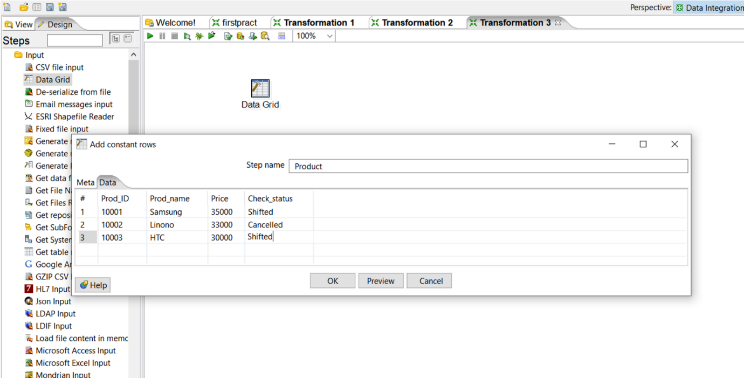 Perspective: Data Integration
View Design
Welcome! firstpract Transformation 1 Transformation 2 Transformation 3
Steps
100%
Input
CSV file input
Data Grid
De-serialize from file
Email messages input
ESRI Shapefile Reader
Fixed file input
Generate
Generate
Generate
Get data f
Get File N
Get Files R
Get reposi
Get SubFo
Get System
Get table
Google An
GZIP CSV
HL7 Input
Json Input
LDAP Input
LDIF Input
Load file content in memc
Microsoft Access Input
Microsoft Excel Input
Mondrian Input
Data Grid
Add constant rows
Step name Product
Meta Data
# Prod_ID Prod_name Price Check_status
1 10001 Samsung 35000 Shifted
2 10002 Linono 33000 Cancelled
3 10003 HTC 30000 Shifted
Help
OK Preview Cancel